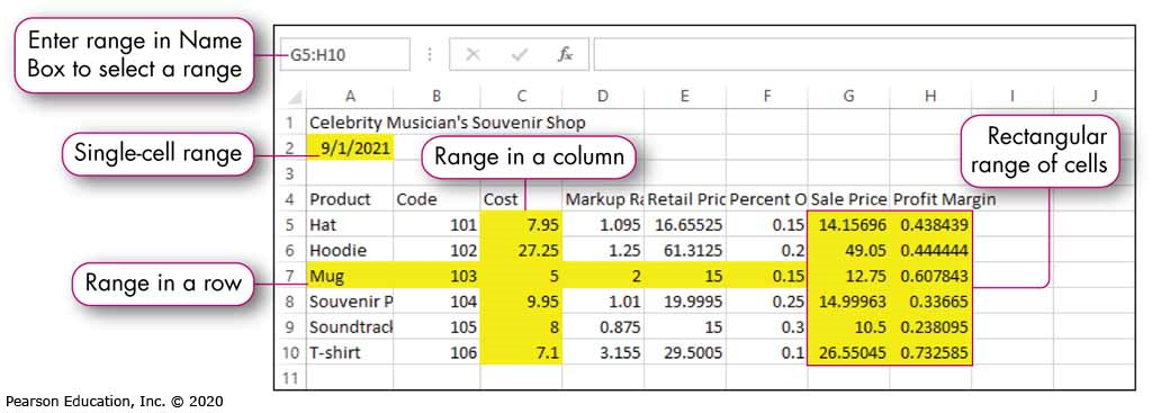 Enter range in Name
Box to select a range
G5:H10
fx
A B C D E F G H I J
1 Celebrity Musician's Souvenir Shop
Single-cell range
2 9/1/2021
Range in a column
Rectangular
range of cells
3
4 Product Code Cost Markup Ra Retail Pric Percent O Sale Price Profit Margin
5 Hat 101 7.95 1.095 16.65525 0.15 14.15696 0.438439
6 Hoodie 102 27.25 1.25 61.3125 0.2 49.05 0.444444
Range in a row
7 Mug 103 5 2 15 0.15 12.75 0.607843
8 Souvenir P 104 9.95 1.01 19.9995 0.25 14.99963 0.33665
9 Soundtrack 105 8 0.875 15 0.3 10.5 0.238095
10 T-shirt 106 7.1 3.155 29.5005 0.1 26.55045 0.732585
11
Pearson Education, Inc. © 2020